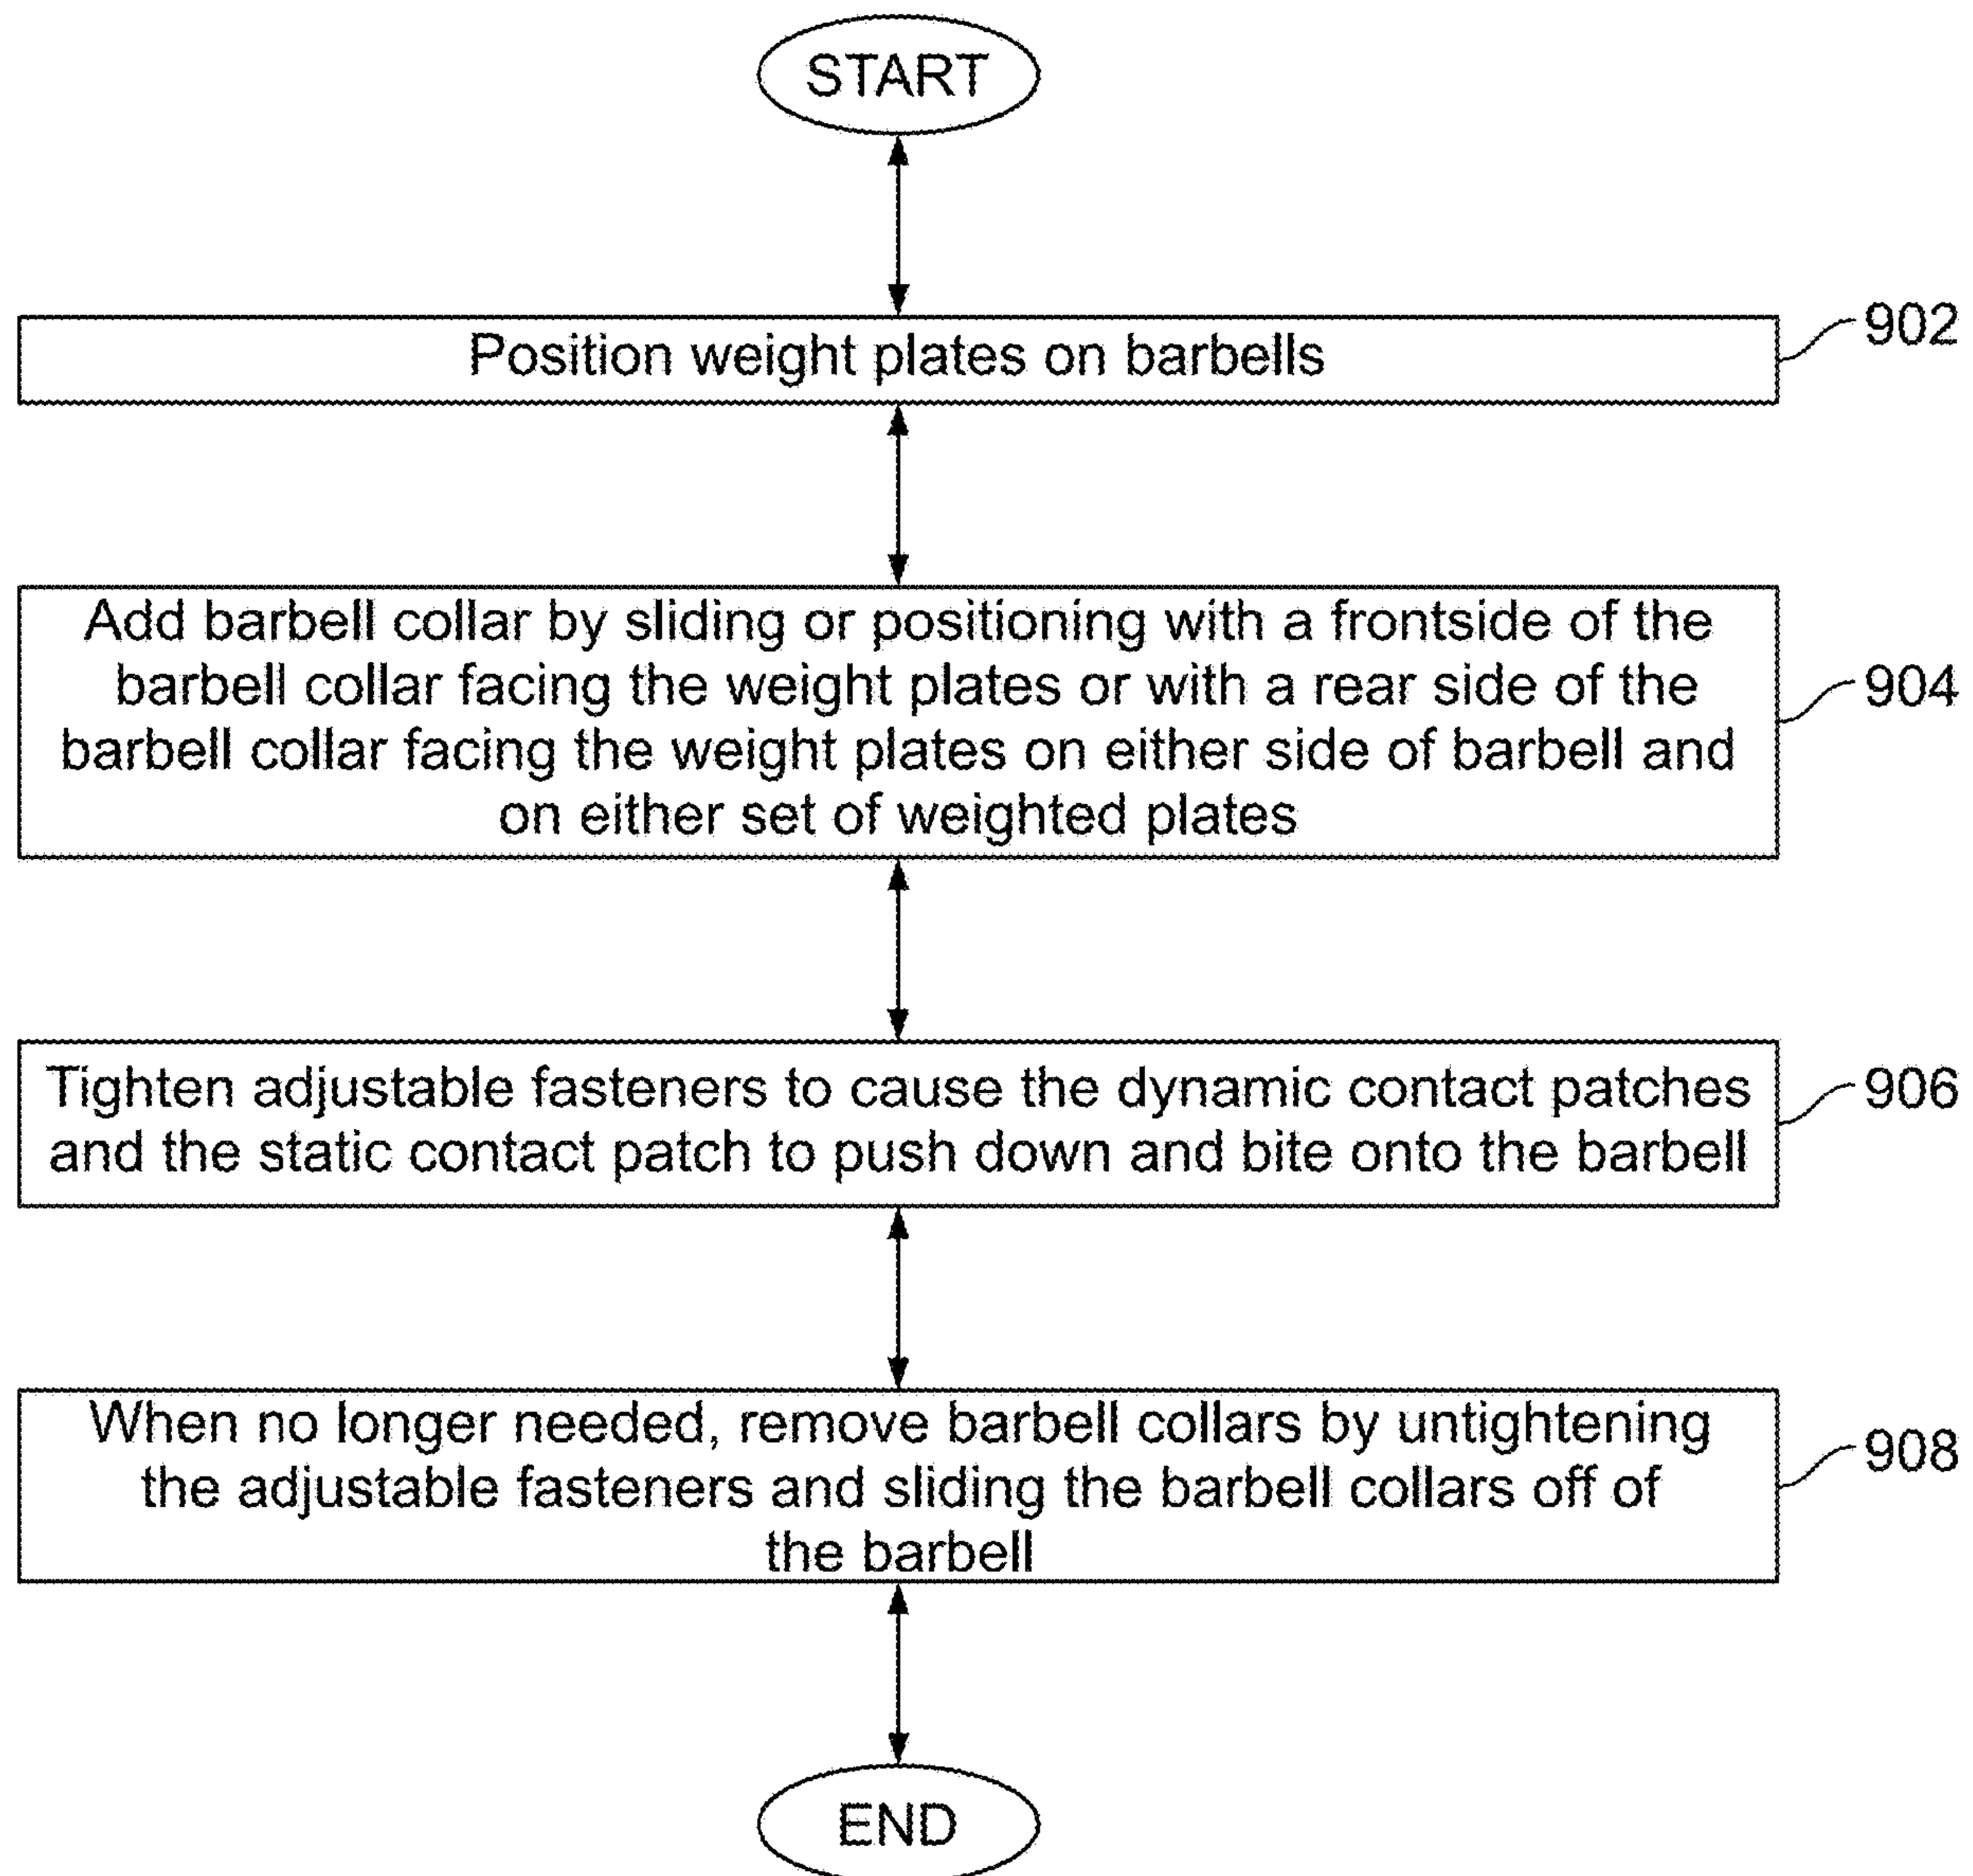 START
Position weight plates on barbells
902
Add barbell collar by sliding or positioning with a frontside of the
barbell collar facing the weight plates or with a rear side of the
barbell collar facing the weight plates on either side of barbell and
on either set of weighted plates
904
Tighten adjustable fasteners to cause the dynamic contact patches
and the static contact patch to push down and bite onto the barbell
906
When no longer needed, remove barbell collars by untightening
the adjustable fasteners and sliding the barbell collars off of
the barbell
908
END